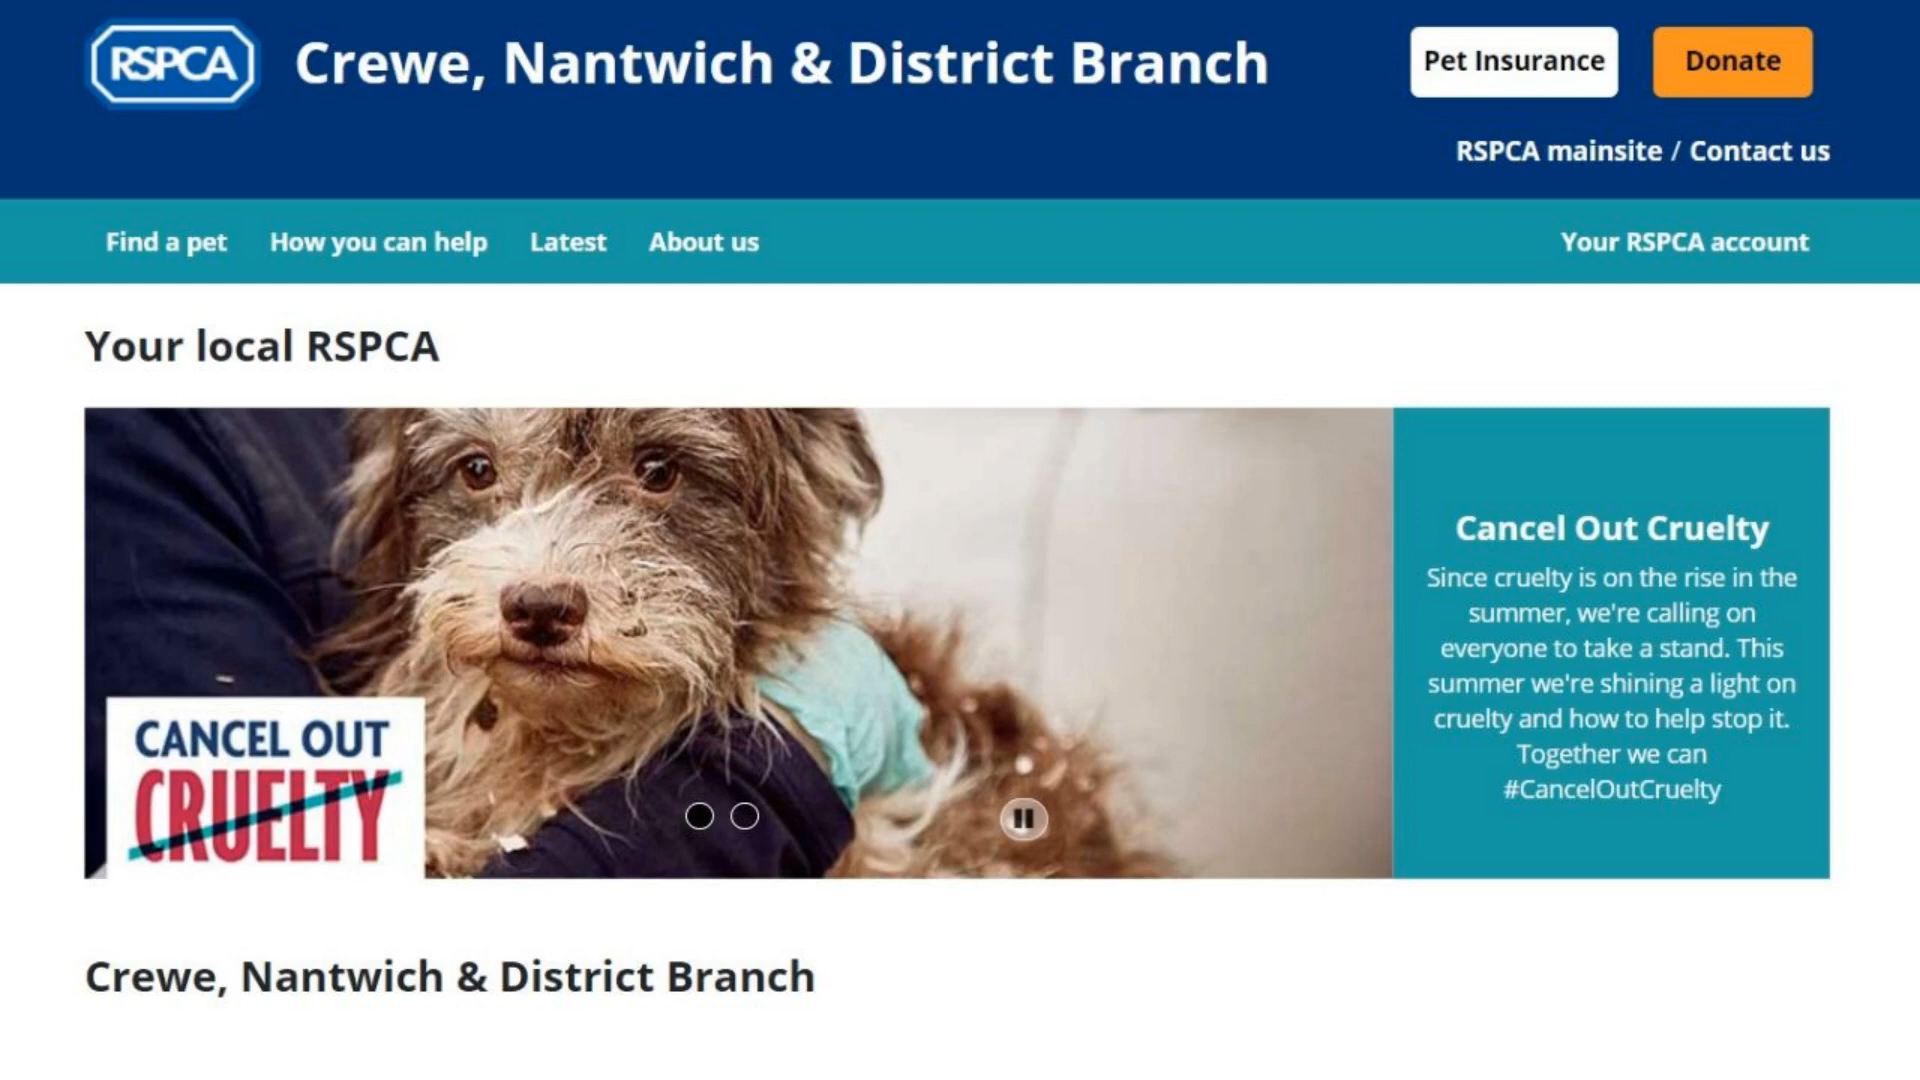 RSPCA
Crewe, Nantwich & District Branch
Pet Insurance
Donate
RSPCA mainsite / Contact us
Find a pet
How you can help
Latest
About us
Your RSPCA account
Your local RSPCA
CANCEL OUT
CRUELTY
Cancel Out Cruelty
Since cruelty is on the rise in the
summer, we're calling on
everyone to take a stand. This
summer we're shining a light on
cruelty and how to help stop it.
Together we can
#CancelOutCruelty
Crewe, Nantwich & District Branch